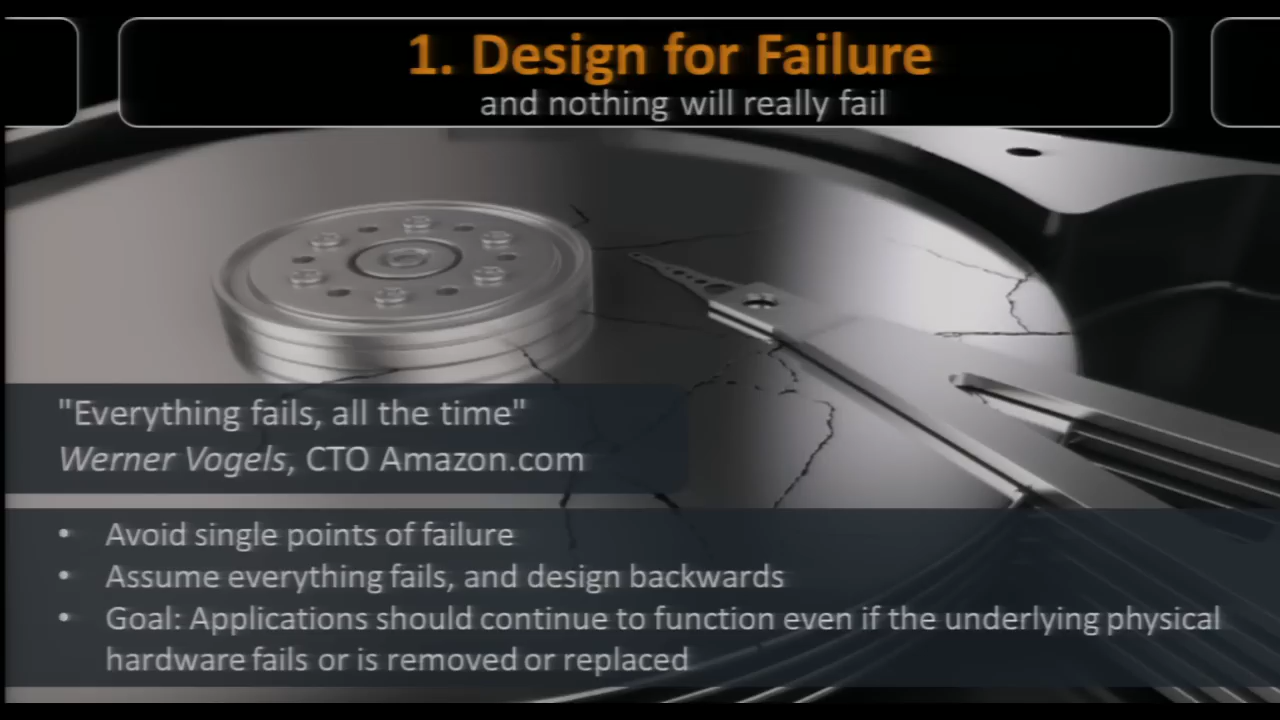 1. Design for Failure
and nothing will really fail
"Everything fails, all the time"
Werner Vogels, CTO Amazon.com
• Avoid single points of failure
• Assume everything fails, and design backwards
• Goal: Applications should continue to function even if the underlying physical
hardware fails or is removed or replaced